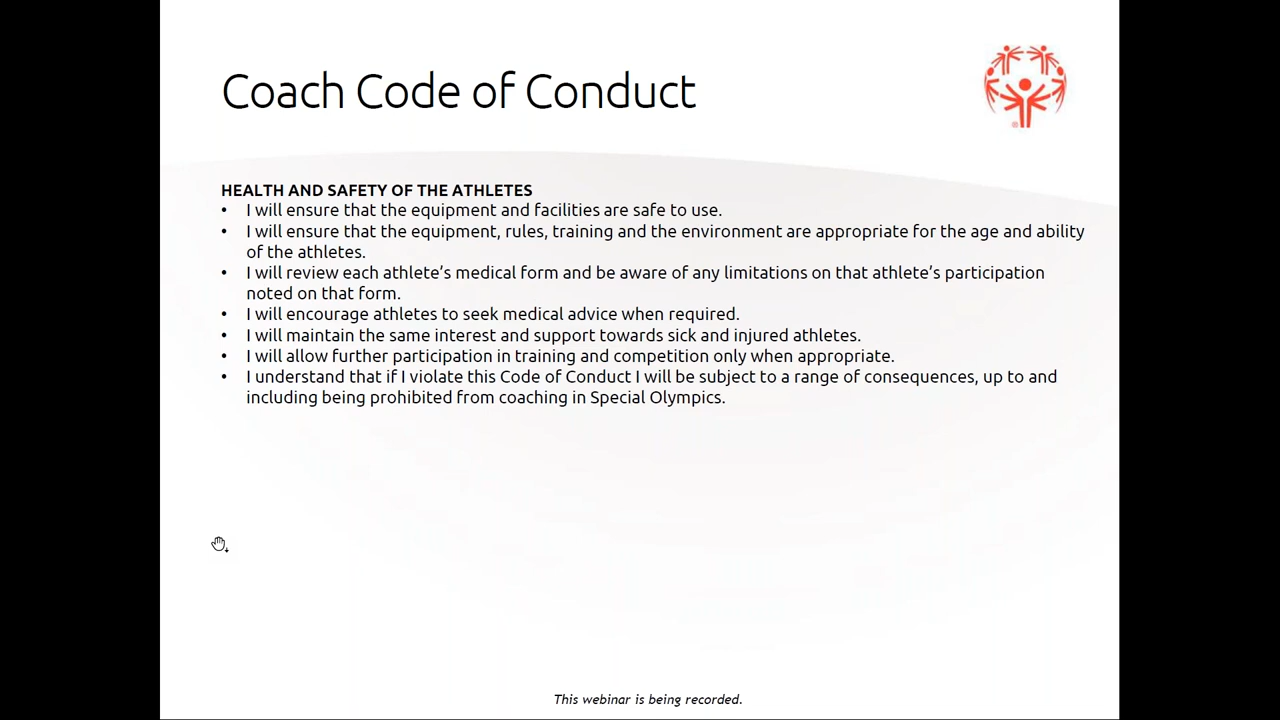 Coach Code of Conduct
HEALTH AND SAFETY OF THE ATHLETES
• I will ensure that the equipment and facilities are safe to use.
• I will ensure that the equipment, rules, training and the environment are appropriate for the age and ability
of the athletes.
• I will review each athlete’s medical form and be aware of any limitations on that athlete’s participation
noted on that form.
• I will encourage athletes to seek medical advice when required.
• I will maintain the same interest and support towards sick and injured athletes.
• I will allow further participation in training and competition only when appropriate.
• I understand that if I violate this Code of Conduct I will be subject to a range of consequences, up to and
including being prohibited from coaching in Special Olympics.
This webinar is being recorded.